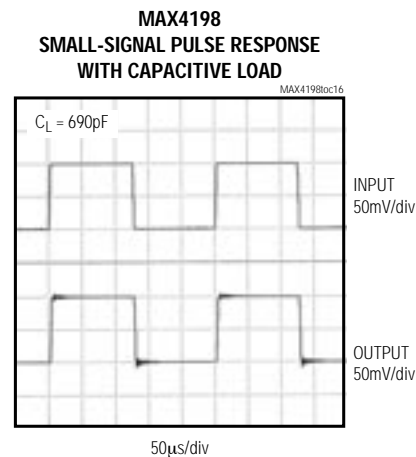 MAX4198
SMALL-SIGNAL PULSE RESPONSE
WITH CAPACITIVE LOAD
MAX4198toc16
CL = 690pF
INPUT
50mV/div
OUTPUT
50mV/div
50μs/div